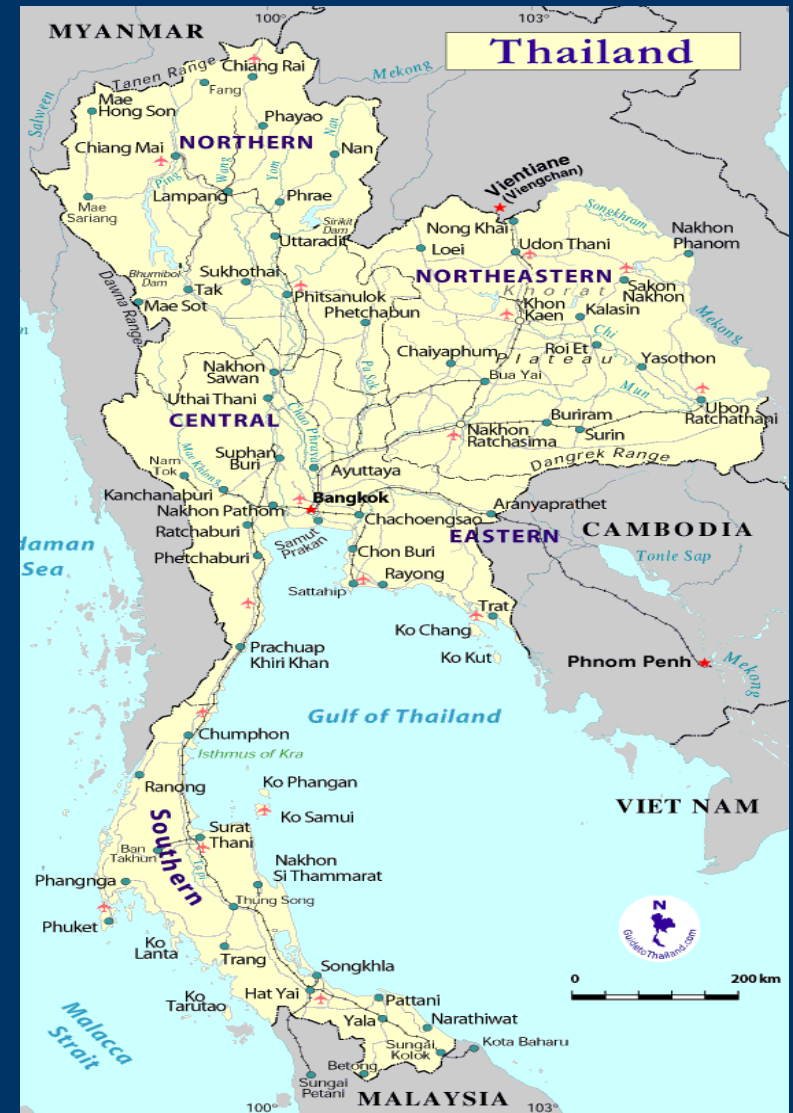 100°
103°
MYANMAR
Thailand
Tanen Range
Chiang Rai
Mekong
Fang
Salween
Mae
Hong Son
Phayao
NORTHERN
Nan
Chiang Mai
Nan
Wang
Yom
Ping
Lampang
Phrae
Mae
Sariang
Vientiane
(Viengchan)
Sirikit
Dam
Uttaradit
Nong Khai
Songkhram
Nakhon
Phanom
Loei
Udon Thani
Bhumibol
Dam
Sukhothai
NORTHEASTERN
Dawna Range
Tak
Phitsanulok
Khorat
Sakon
Nakhon
Mae Sot
Phetchabun
Khon
Kaen
Kalasin
Mekong
Chi
Chaiyaphum
Roi Et
Plateau
Yasothon
Nakhon
Sawan
Pa Sak
Bua Yai
Mun
Uthai Thani
Chao Phraya
CENTRAL
Ubon
Ratchathani
Buriram
Nakhon
Ratchasima
Surin
Suphan
Buri
Mae Khlong
Nam
Tok
Ayuttaya
Dangrek Range
Kanchanaburi
Bangkok
Nakhon Pathom
Aranyaprathet
Chachoengsao
Ratchaburi
EASTERN
CAMBODIA
Samut
Prakan
daman
Sea
Phetchaburi
Chon Buri
Tonle Sap
Rayong
Sattahip
Trat
Ko Chang
Prachuap
Khiri Khan
Ko Kut
Phnom Penh
Mekong
Gulf of Thailand
Chumphon
Isthmus of Kra
Ko Phangan
Ranong
VIET NAM
Ko Samui
Southern
Surat
Thani
Ban
Takhun
Tapi
Nakhon
Si Thammarat
Phangnga
Thung Song
N
GuidetoThailand.com
Phuket
Ko
Lanta
Trang
Songkhla
0
200 km
Hat Yai
Pattani
Ko
Tarutao
Yala
Narathiwat
Malacca
Strait
Sungai
Kolok
Kota Baharu
Betong
Sungai
Petani
MALAYSIA
100°
103°